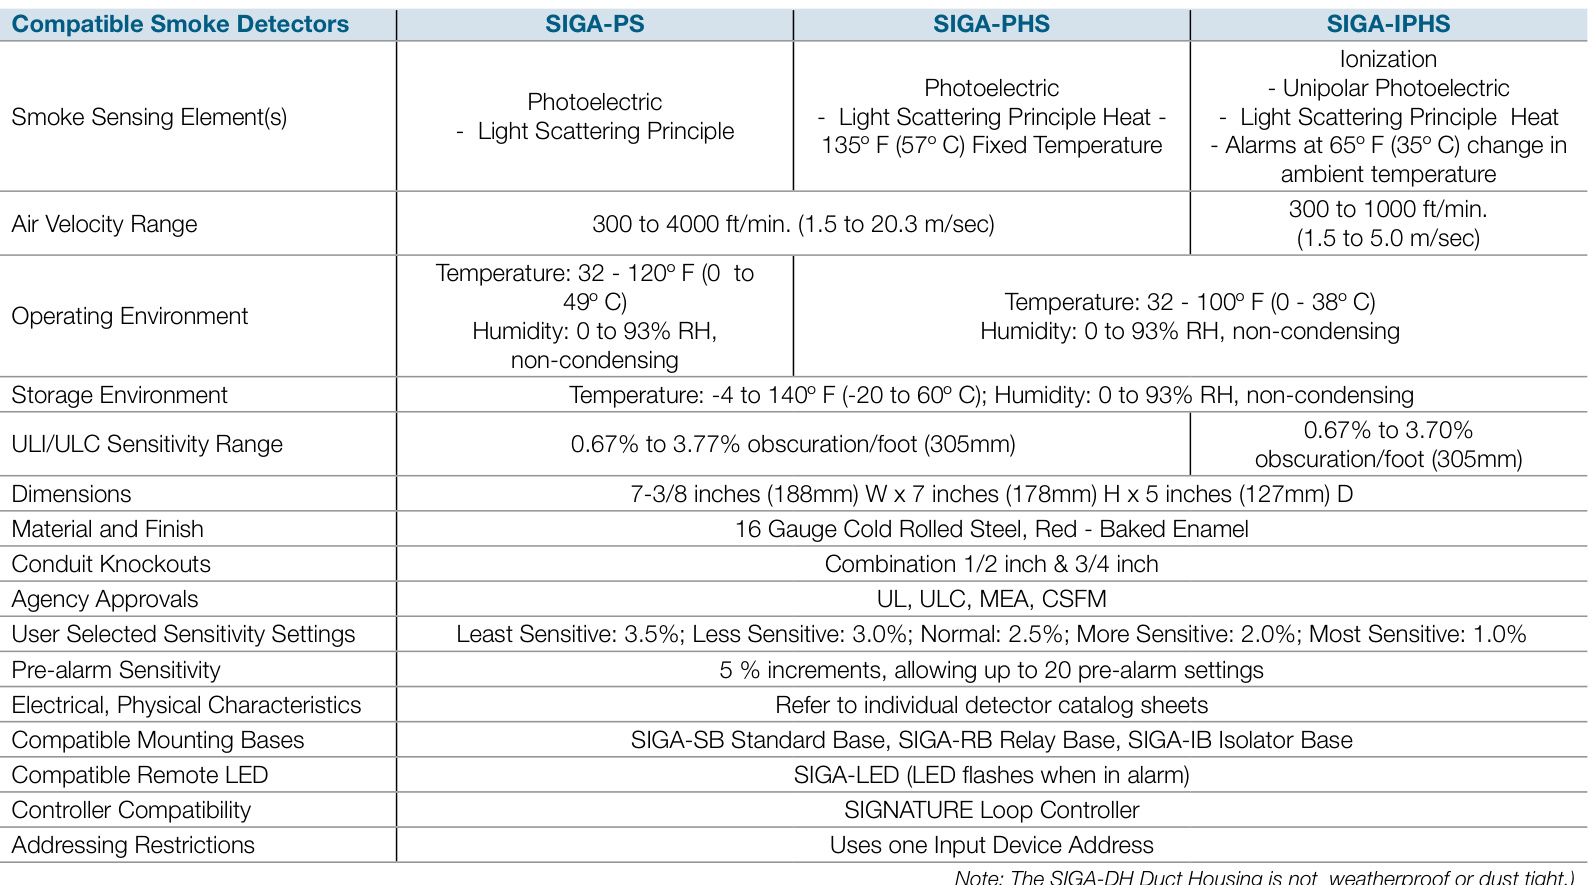 Compatible Smoke Detectors SIGA-PS SIGA-PHS SIGA-IPHS
Smoke Sensing Element(s)
Photoelectric
- Light Scattering Principle
Photoelectric
- Light Scattering Principle Heat -
135º F (57º C) Fixed Temperature
Ionization
- Unipolar Photoelectric
- Light Scattering Principle Heat
- Alarms at 65º F (35º C) change in
ambient temperature
Air Velocity Range
300 to 4000 ft/min. (1.5 to 20.3 m/sec)
300 to 1000 ft/min.
(1.5 to 5.0 m/sec)
Operating Environment
Temperature: 32 - 120º F (0 to
49º C)
Humidity: 0 to 93% RH,
non-condensing
Temperature: 32 - 100º F (0 - 38º C)
Humidity: 0 to 93% RH, non-condensing
Storage Environment
Temperature: -4 to 140º F (-20 to 60º C); Humidity: 0 to 93% RH, non-condensing
ULI/ULC Sensitivity Range
0.67% to 3.77% obscuration/foot (305mm)
0.67% to 3.70%
obscuration/foot (305mm)
Dimensions
7-3/8 inches (188mm) W x 7 inches (178mm) H x 5 inches (127mm) D
Material and Finish
16 Gauge Cold Rolled Steel, Red - Baked Enamel
Conduit Knockouts
Combination 1/2 inch & 3/4 inch
Agency Approvals
UL, ULC, MEA, CSFM
User Selected Sensitivity Settings
Least Sensitive: 3.5%; Less Sensitive: 3.0%; Normal: 2.5%; More Sensitive: 2.0%; Most Sensitive: 1.0%
Pre-alarm Sensitivity
5 % increments, allowing up to 20 pre-alarm settings
Electrical, Physical Characteristics
Refer to individual detector catalog sheets
Compatible Mounting Bases
SIGA-SB Standard Base, SIGA-RB Relay Base, SIGA-IB Isolator Base
Compatible Remote LED
SIGA-LED (LED flashes when in alarm)
Controller Compatibility
SIGNATURE Loop Controller
Addressing Restrictions
Uses one Input Device Address
Note: The SIGA-DH Duct Housing is not weatherproof or dust tight.)